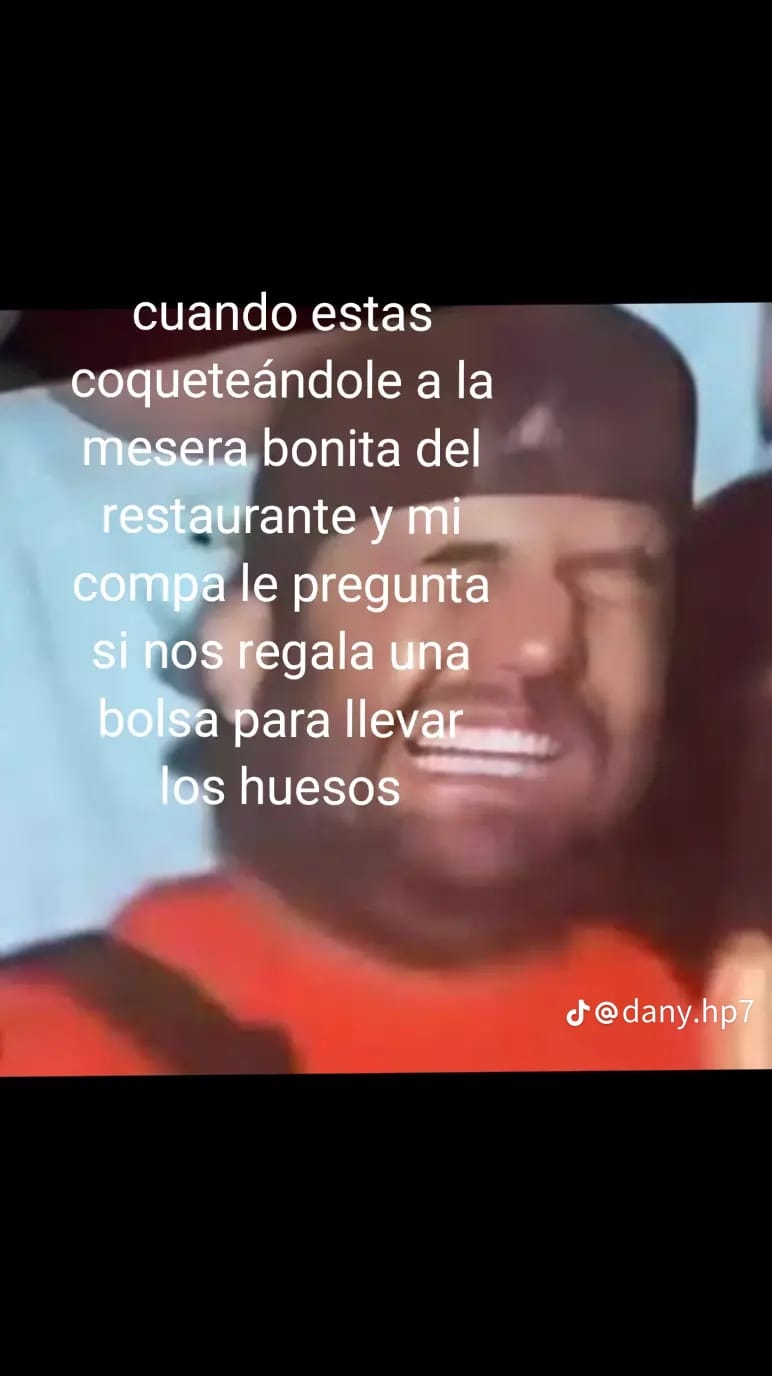 cuando estas
coqueteándole a la
mesera bonita del
restaurante y mi
compa le pregunta
si nos regala una
bolsa para llevar
los huesos
@dany.hp7